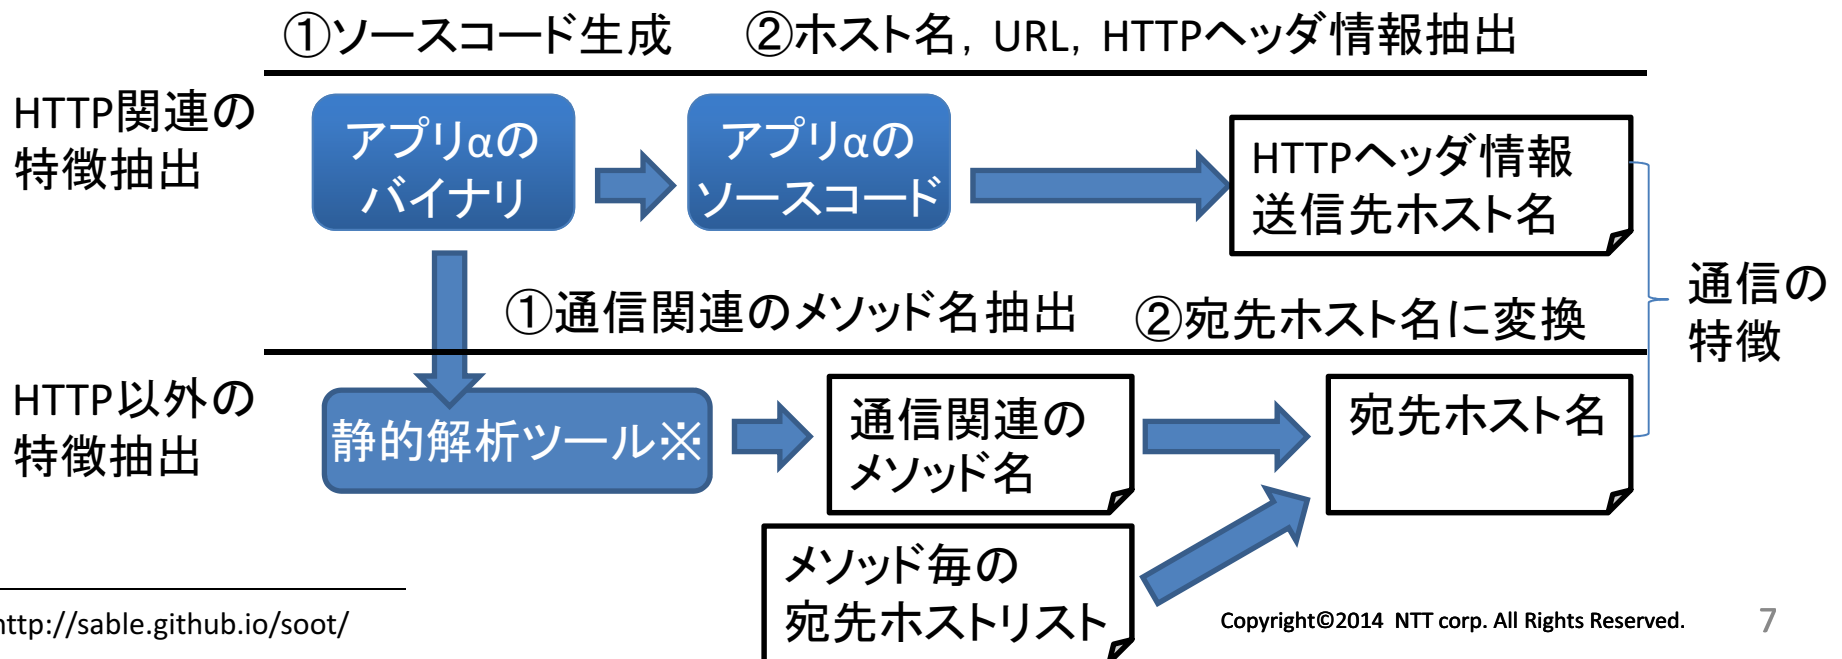 ①ソースコード生成 ②ホスト名, URL, HTTPヘッダ情報抽出
HTTP関連の
特徴抽出
アプリαの
バイナリ
アプリαの
ソースコード
HTTPヘッダ情報
送信先ホスト名
通信の
特徴
①通信関連のメソッド名抽出 ②宛先ホスト名に変換
HTTP以外の
特徴抽出
静的解析ツール※
通信関連の
メソッド名
宛先ホスト名
メソッド毎の
宛先ホストリスト
http://sable.github.io/soot/
Copyright©2014 NTT corp. All Rights Reserved.
7